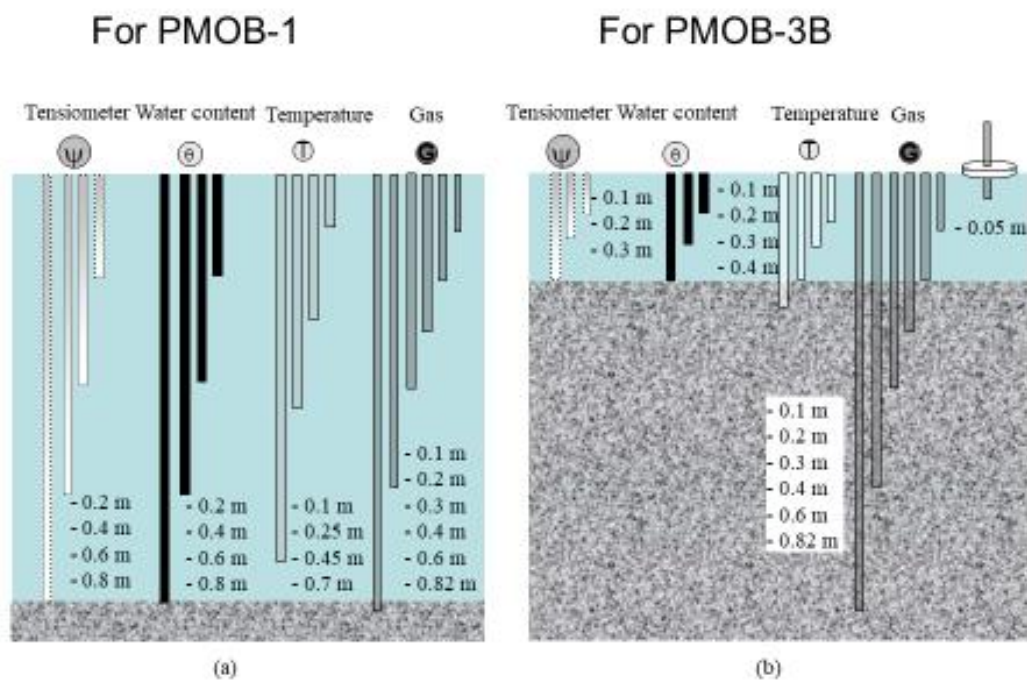 For PMOB-1
For PMOB-3B
Tensiometer Water content Temperature Gas
Ψ θ T G
- 0.2 m
- 0.4 m
- 0.6 m
- 0.8 m
- 0.2 m
- 0.4 m
- 0.6 m
- 0.8 m
- 0.1 m
- 0.25 m
- 0.45 m
- 0.7 m
- 0.1 m
- 0.2 m
- 0.3 m
- 0.4 m
- 0.6 m
- 0.82 m
(a)
Tensiometer Water content Temperature Gas
Ψ θ T G
- 0.1 m
- 0.2 m
- 0.3 m
- 0.1 m
- 0.2 m
- 0.3 m
- 0.4 m
- 0.05 m
- 0.1 m
- 0.2 m
- 0.3 m
- 0.4 m
- 0.6 m
- 0.82 m
(b)